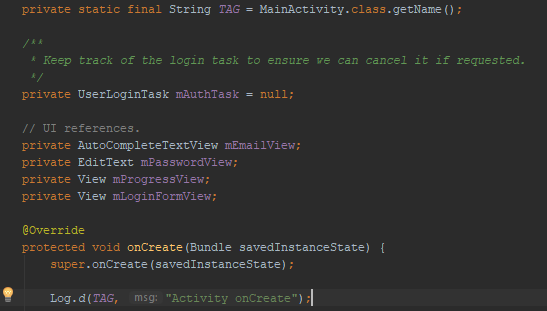 private static final String TAG = MainActivity.class.getName();
/**
* Keep track of the login task to ensure we can cancel it if requested.
*/
private UserLoginTask mAuthTask = null;
// UI references.
private AutoCompleteTextView mEmailView;
private EditText mPasswordView;
private View mProgressView;
private View mLoginFormView;
@Override
protected void onCreate(Bundle savedInstanceState) {
super.onCreate(savedInstanceState);
Log.d(TAG, msg: "Activity onCreate");